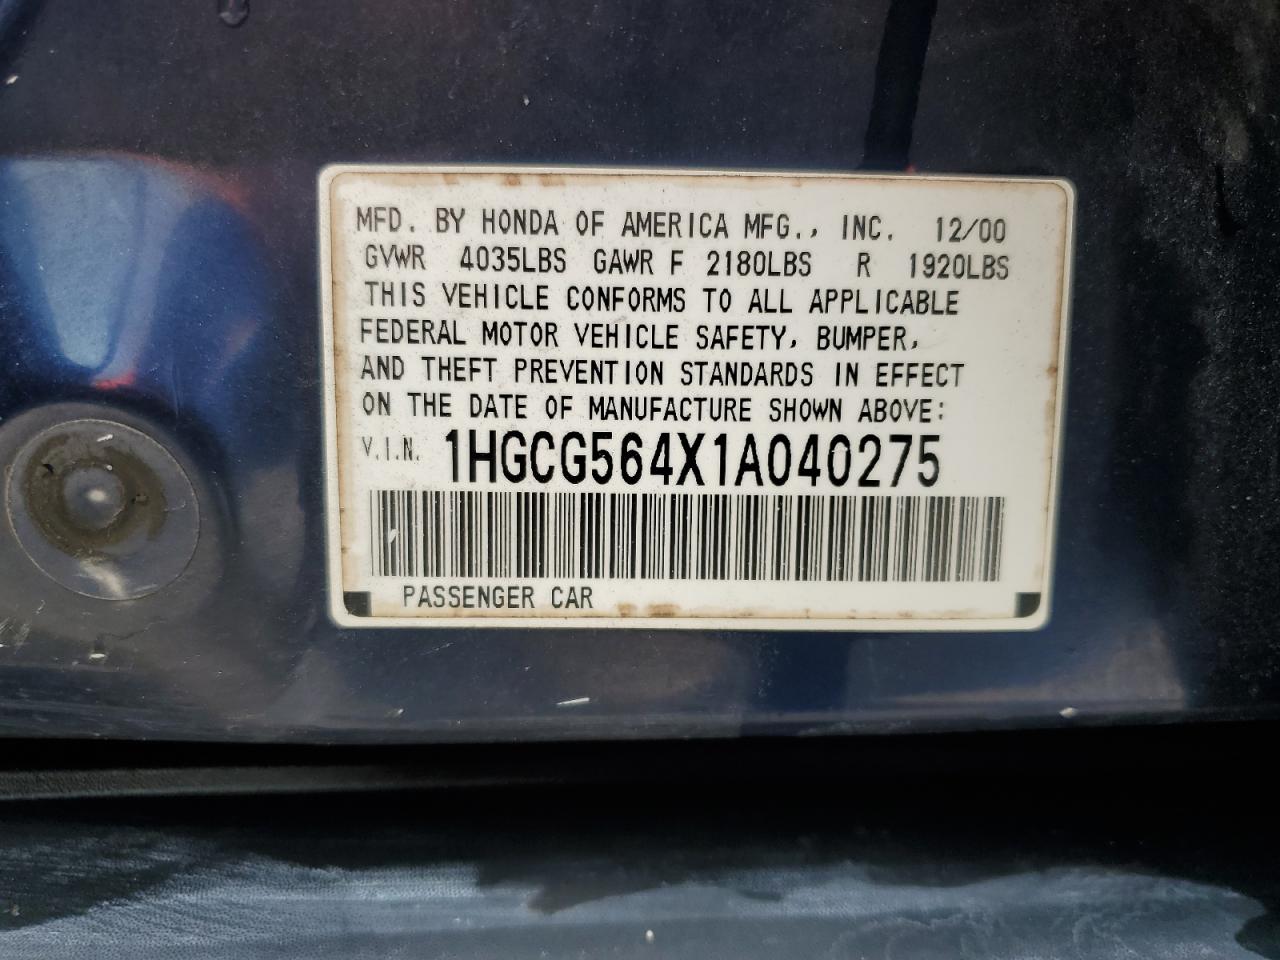 MFD. BY HONDA OF AMERICA MFG., INC. 12/00
GVWR 4035LBS GAWR F 2180LBS R 1920LBS
THIS VEHICLE CONFORMS TO ALL APPLICABLE
FEDERAL MOTOR VEHICLE SAFETY, BUMPER,
AND THEFT PREVENTION STANDARDS IN EFFECT
ON THE DATE OF MANUFACTURE SHOWN ABOVE:
V.I.N. 1HGCG564X1A040275
PASSENGER CAR